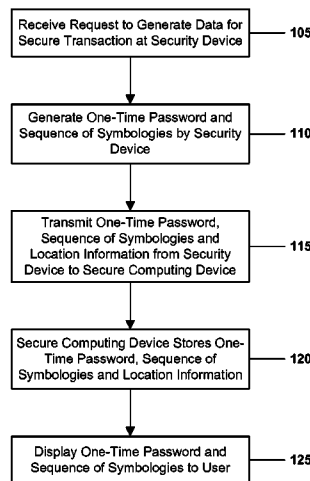 Receive Request to Generate Data for
Secure Transaction at Security Device
105
Generate One-Time Password and
Sequence of Symbologies by Security
Device
110
Transmit One-Time Password,
Sequence of Symbologies and
Location Information from Security
Device to Secure Computing Device
115
Secure Computing Device Stores One-
Time Password, Sequence of
Symbologies and Location Information
120
Display One-Time Password and
Sequence of Symbologies to User
125